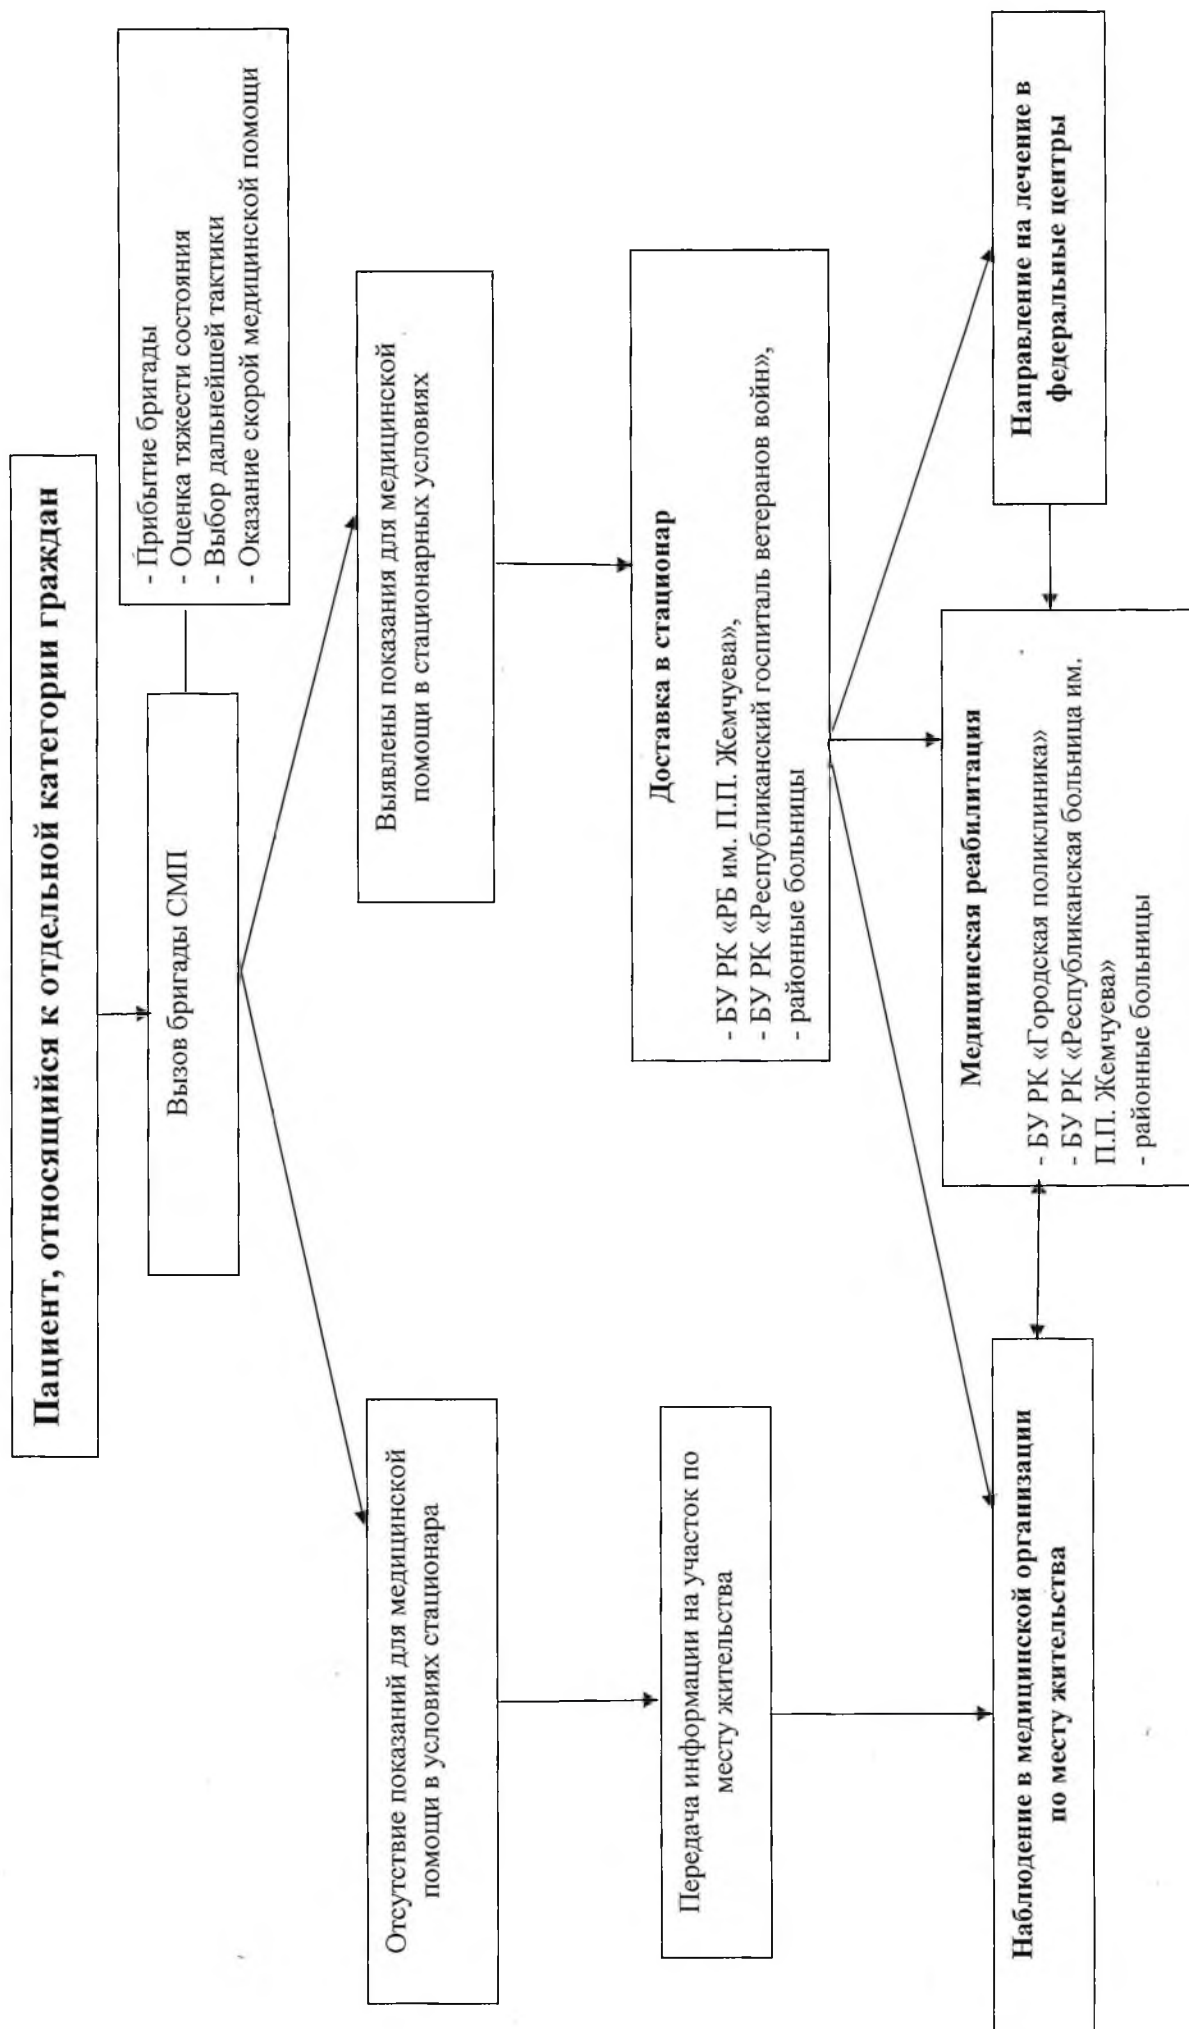 Пациент, относящийся к отдельной категории граждан
Вызов бригады СМП
- Прибытие бригады
- Оценка тяжести состояния
- Выбор дальнейшей тактики
- Оказание скорой медицинской помощи
Отсутствие показаний для медицинской
помощи в условиях стационара
Выявлены показания для медицинской
помощи в стационарных условиях
Передача информации на участок по
месту жительства
Доставка в стационар
- БУ РК «РБ им. П.П. Жемчуева»,
- БУ РК «Республиканский госпиталь ветеранов войн»,
- районные больницы
Наблюдение в медицинской организации
по месту жительства
Медицинская реабилитация
- БУ РК «Городская поликлиника»
- БУ РК «Республиканская больница им.
П.П. Жемчуева»
- районные больницы
Направление на лечение в
федеральные центры